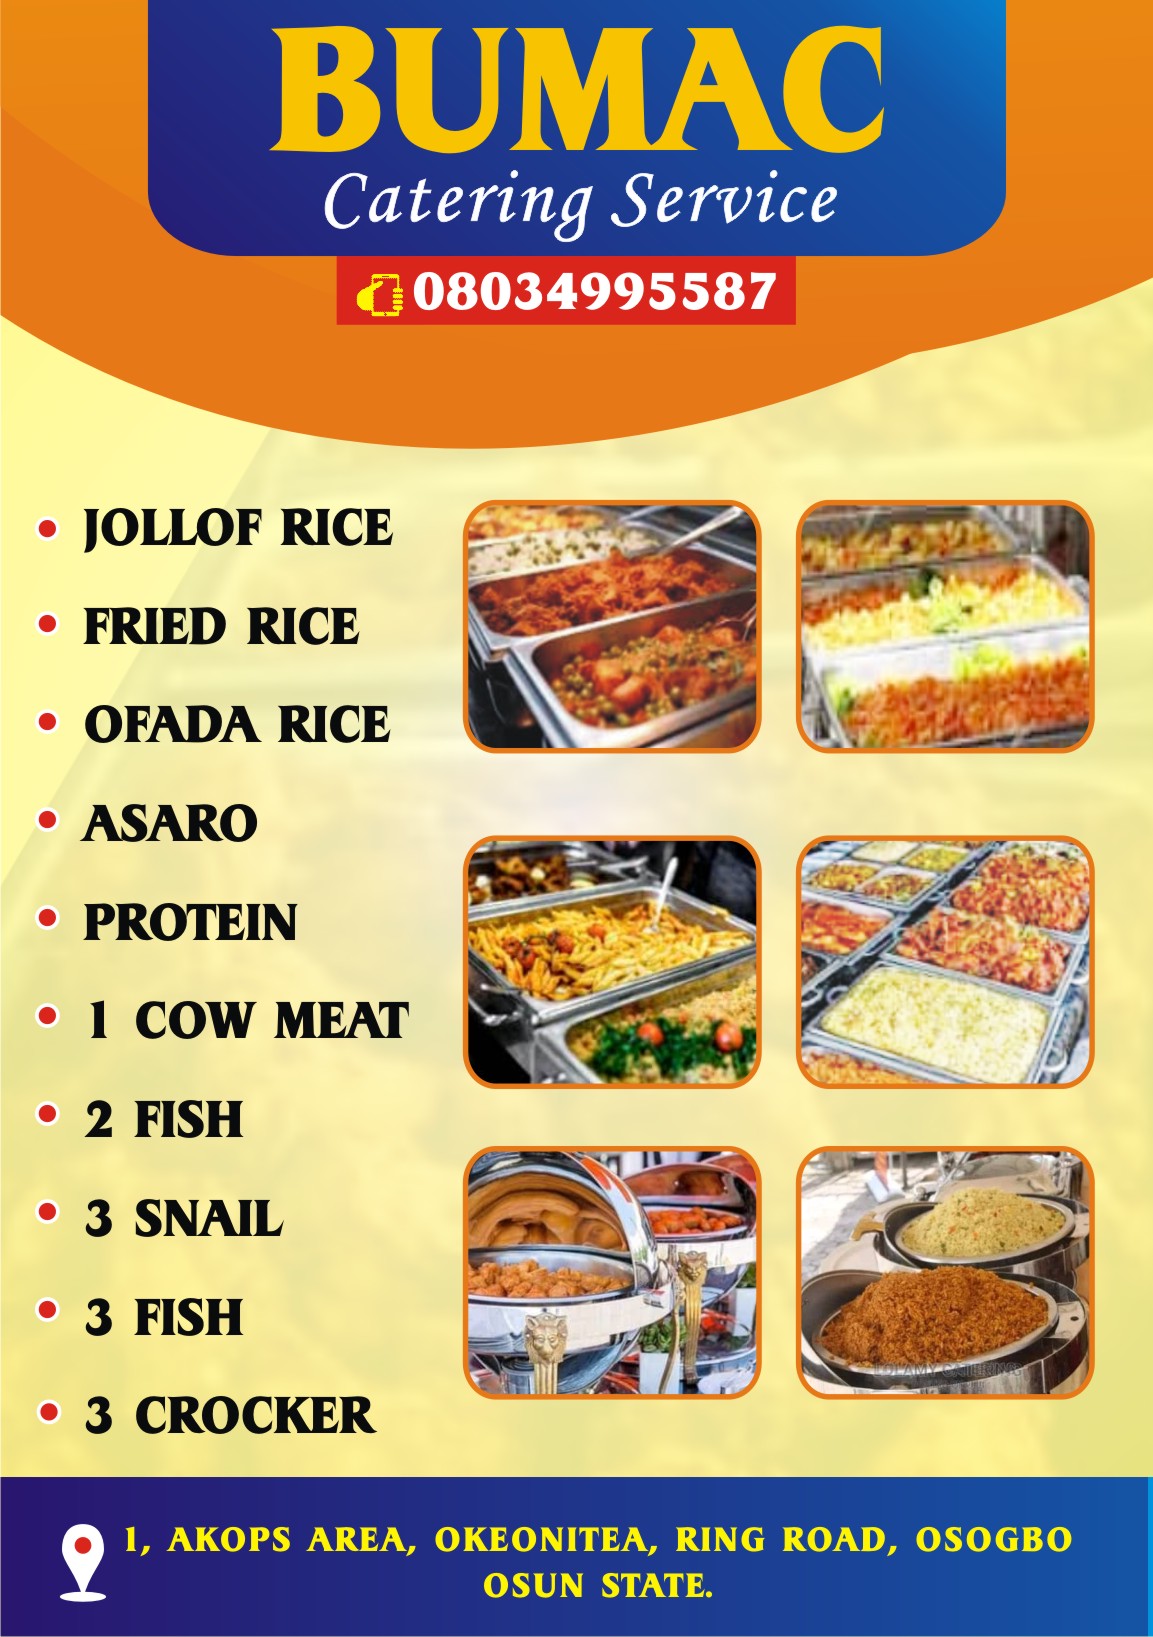 BUMAC
Catering Service
08034995587
JOLLOF RICE
FRIED RICE
OFADA RICE
ASARO
PROTEIN
1 COW MEAT
2 FISH
3 SNAIL
3 FISH
3 CROCKER
1, AKOPS AREA, OKEONITEA, RING ROAD, OSOGBO
OSUN STATE.